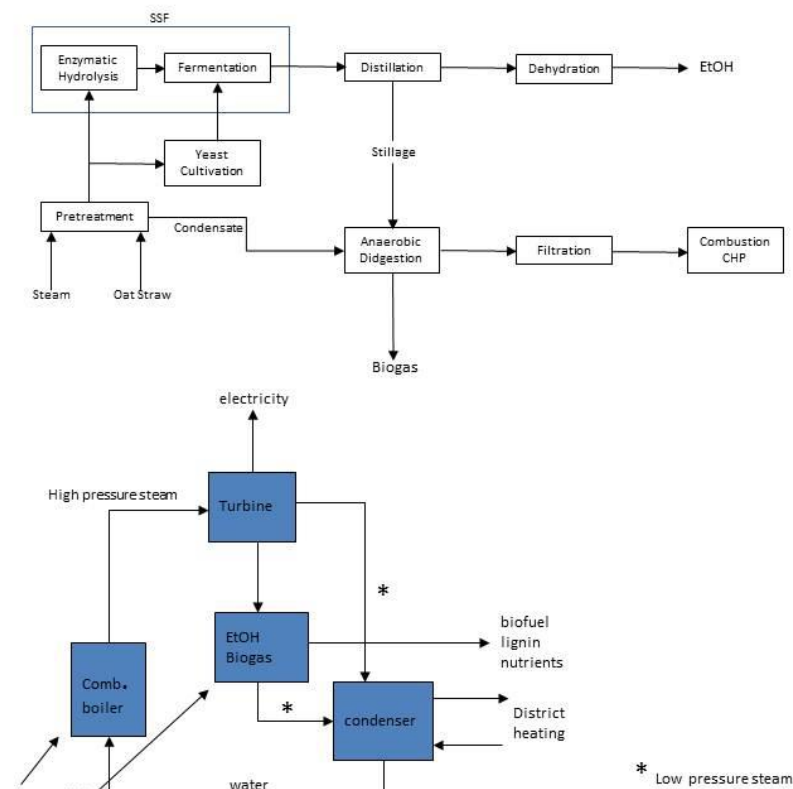 SSF
Enzymatic
Hydrolysis
Fermentation
Distillation
Dehydration
EtOH
Yeast
Cultivation
Stillage
Pretreatment
Condensate
Anaerobic
Didgestion
Filtration
Combustion
CHP
Steam
Oat Straw
Biogas
electricity
High pressure steam
Turbine
*
EtOH
Biogas
biofuel
lignin
nutrients
Comb.
boiler
*
condenser
District
heating
water
* Low pressure steam